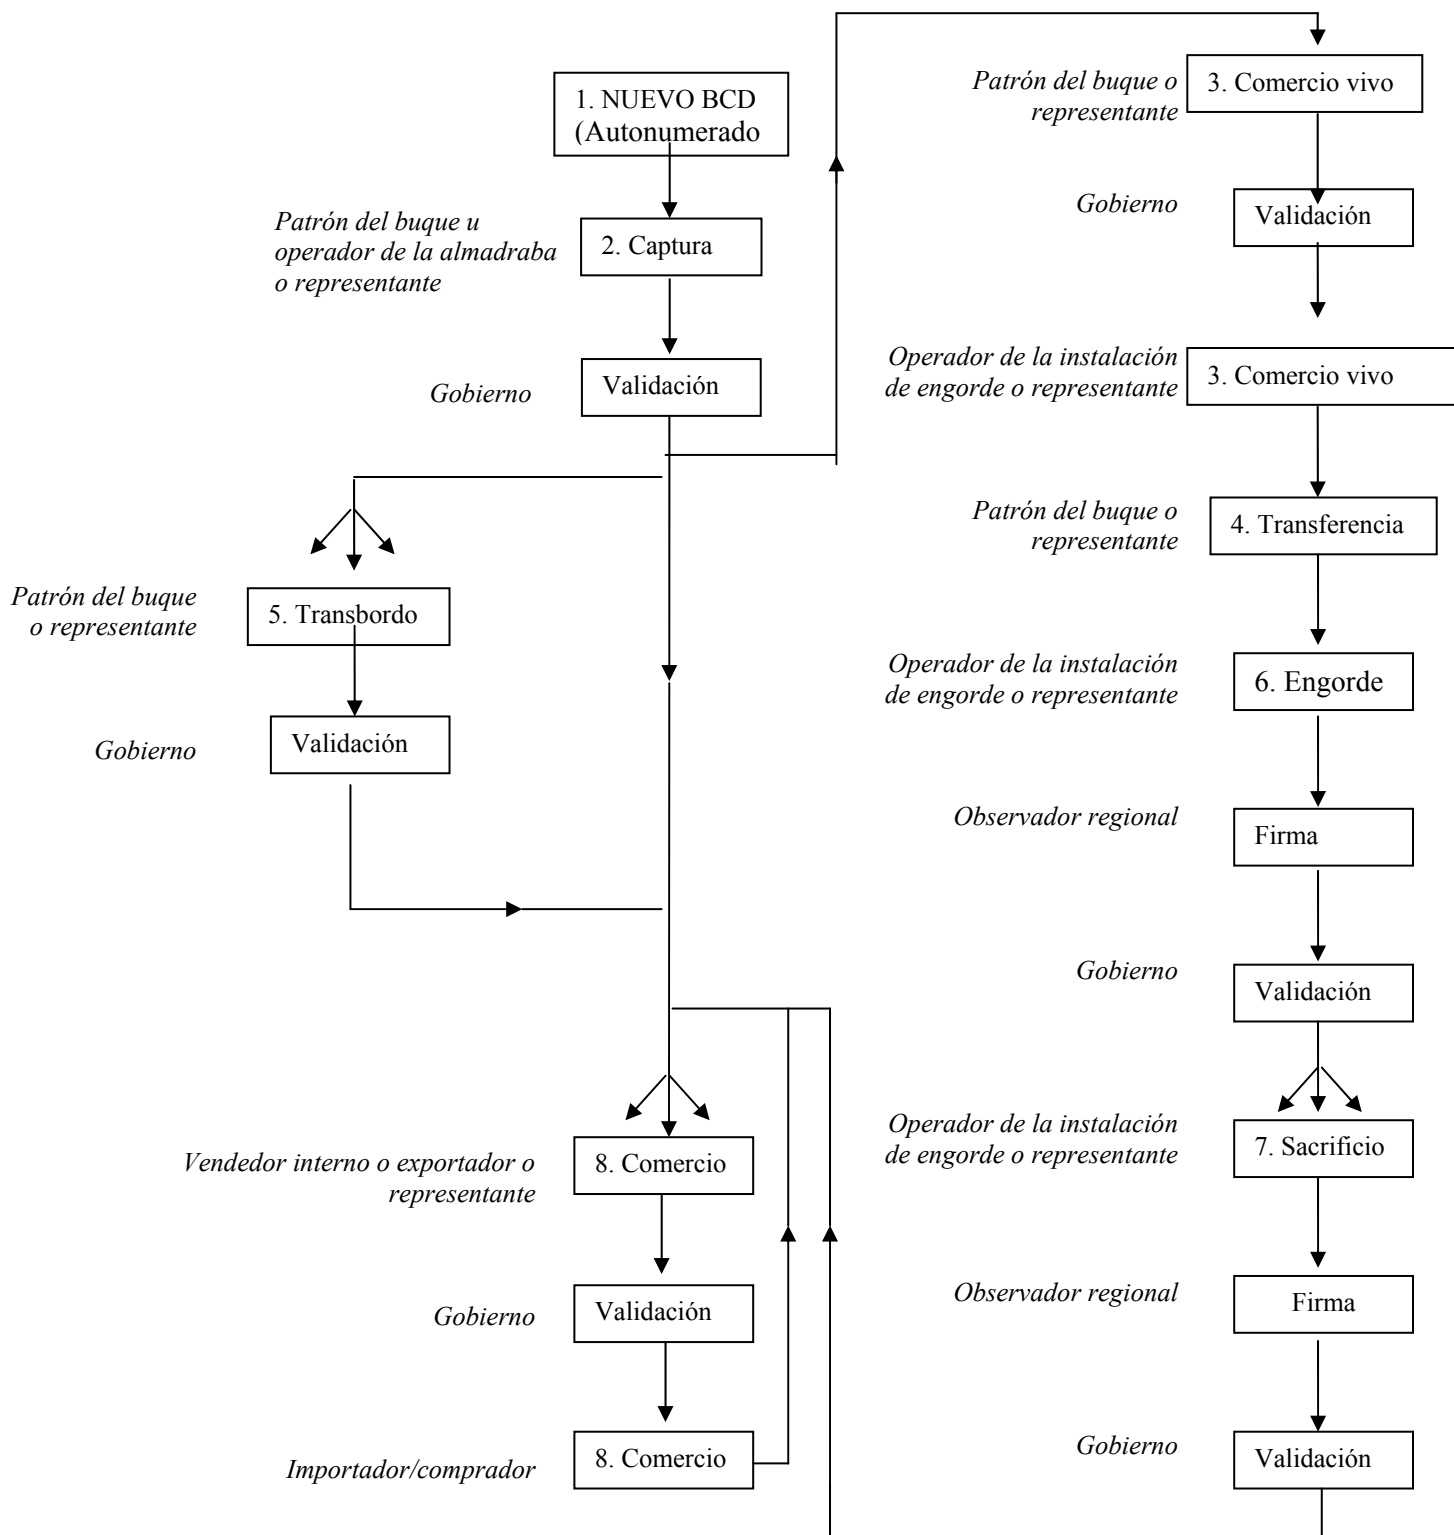 1. NUEVO BCD
(Autonumerado
Patrón del buque u
operador de la almadraba
o representante
2. Captura
Gobierno
Validación
Patrón del buque
o representante
5. Transbordo
Gobierno
Validación
Vendedor interno o exportador o
representante
8. Comercio
Gobierno
Validación
Importador/comprador
8. Comercio
Patrón del buque o
representante
3. Comercio vivo
Gobierno
Validación
Operador de la instalación
de engorde o representante
3. Comercio vivo
Patrón del buque o
representante
4. Transferencia
Operador de la instalación
de engorde o representante
6. Engorde
Observador regional
Firma
Gobierno
Validación
Operador de la instalación
de engorde o representante
7. Sacrificio
Observador regional
Firma
Gobierno
Validación